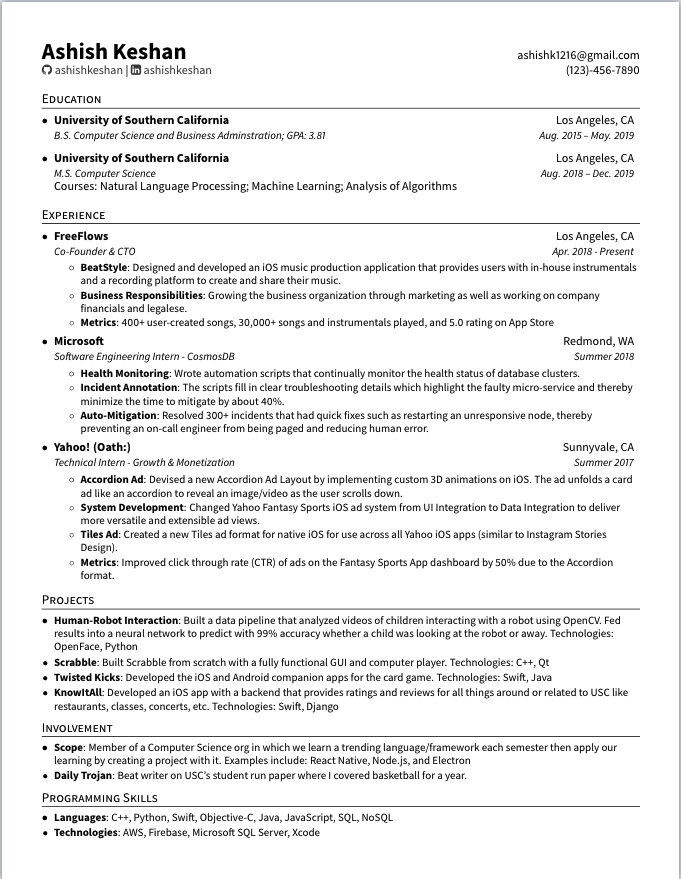 Ashish Keshan
ashishk1216@gmail.com
ashishkeshan | ashishkeshan
(123)-456-7890
Education
• University of Southern California Los Angeles, CA
B.S. Computer Science and Business Adminstration; GPA: 3.81 Aug. 2015 – May. 2019
• University of Southern California Los Angeles, CA
M.S. Computer Science Aug. 2018 – Dec. 2019
Courses: Natural Language Processing; Machine Learning; Analysis of Algorithms
Experience
• FreeFlows Los Angeles, CA
Co-Founder & CTO Apr. 2018 - Present
○ BeatStyle: Designed and developed an iOS music production application that provides users with in-house instrumentals
and a recording platform to create and share their music.
○ Business Responsibilities: Growing the business organization through marketing as well as working on company
financials and legalese.
○ Metrics: 400+ user-created songs, 30,000+ songs and instrumentals played, and 5.0 rating on App Store
• Microsoft Redmond, WA
Software Engineering Intern - CosmosDB Summer 2018
○ Health Monitoring: Wrote automation scripts that continually monitor the health status of database clusters.
○ Incident Annotation: The scripts fill in clear troubleshooting details which highlight the faulty micro-service and thereby
minimize the time to mitigate by about 40%.
○ Auto-Mitigation: Resolved 300+ incidents that had quick fixes such as restarting an unresponsive node, thereby
preventing an on-call engineer from being paged and reducing human error.
• Yahoo! (Oath:) Sunnyvale, CA
Technical Intern - Growth & Monetization Summer 2017
○ Accordion Ad: Devised a new Accordion Ad Layout by implementing custom 3D animations on iOS. The ad unfolds a card
ad like an accordion to reveal an image/video as the user scrolls down.
○ System Development: Changed Yahoo Fantasy Sports iOS ad system from UI Integration to Data Integration to deliver
more versatile and extensible ad views.
○ Tiles Ad: Created a new Tiles ad format for native iOS for use across all Yahoo iOS apps (similar to Instagram Stories
Design).
○ Metrics: Improved click through rate (CTR) of ads on the Fantasy Sports App dashboard by 50% due to the Accordion
format.
Projects
• Human-Robot Interaction: Built a data pipeline that analyzed videos of children interacting with a robot using OpenCV. Fed
results into a neural network to predict with 99% accuracy whether a child was looking at the robot or away. Technologies:
OpenFace, Python
• Scrabble: Built Scrabble from scratch with a fully functional GUI and computer player. Technologies: C++, Qt
• Twisted Kicks: Developed the iOS and Android companion apps for the card game. Technologies: Swift, Java
• KnowItAll: Developed an iOS app with a backend that provides ratings and reviews for all things around or related to USC like
restaurants, classes, concerts, etc. Technologies: Swift, Django
Involvement
• Scope: Member of a Computer Science org in which we learn a trending language/framework each semester then apply our
learning by creating a project with it. Examples include: React Native, Node.js, and Electron
• Daily Trojan: Beat writer on USC's student run paper where I covered basketball for a year.
Programming Skills
• Languages: C++, Python, Swift, Objective-C, Java, JavaScript, SQL, NoSQL
• Technologies: AWS, Firebase, Microsoft SQL Server, Xcode